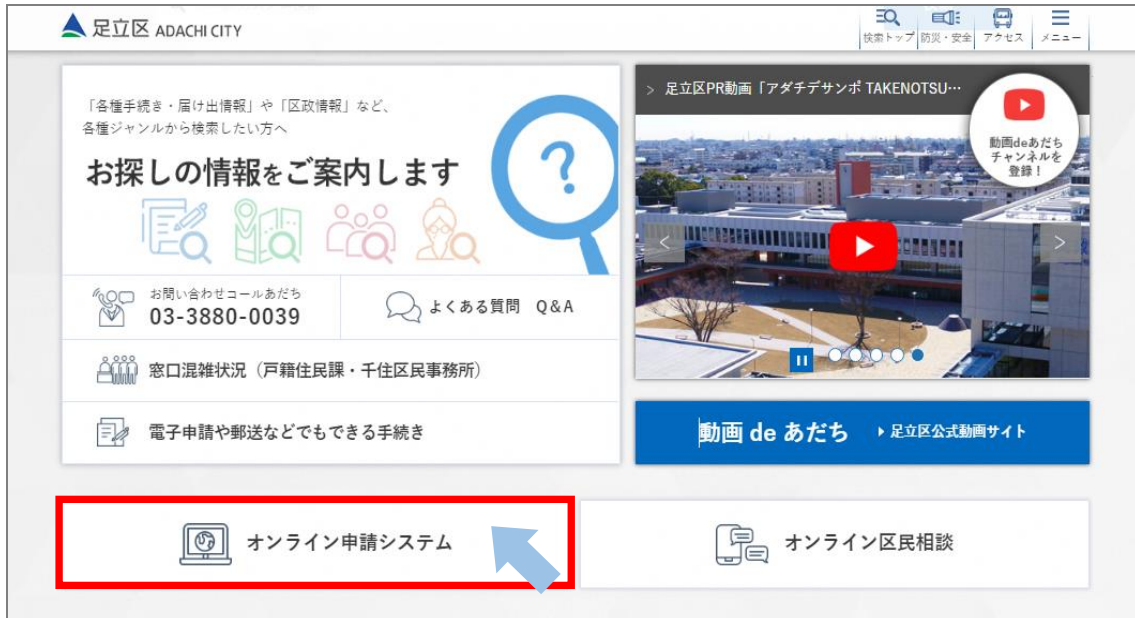 足立区 ADACHI CITY
検索トップ 防災・安全 アクセス メニュー
「各種手続き・届け出情報」や「区政情報」など、
各種ジャンルから検索したい方へ
お探しの情報をご案内します
?
お問い合わせコールあだち
03-3880-0039
よくある質問 Q&A
窓口混雑状況（戸籍住民課・千住区民事務所）
電子申請や郵送などでもできる手続き
> 足立区PR動画「アダチデサンポ TAKENOTSU…
動画deあだち
チャンネルを
登録！
動画 de あだち 足立区公式動画サイト
オンライン申請システム
オンライン区民相談